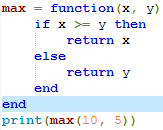 max = function(x, y)
    if x >= y then
        return x
    else
        return y
    end
end
print(max(10, 5))